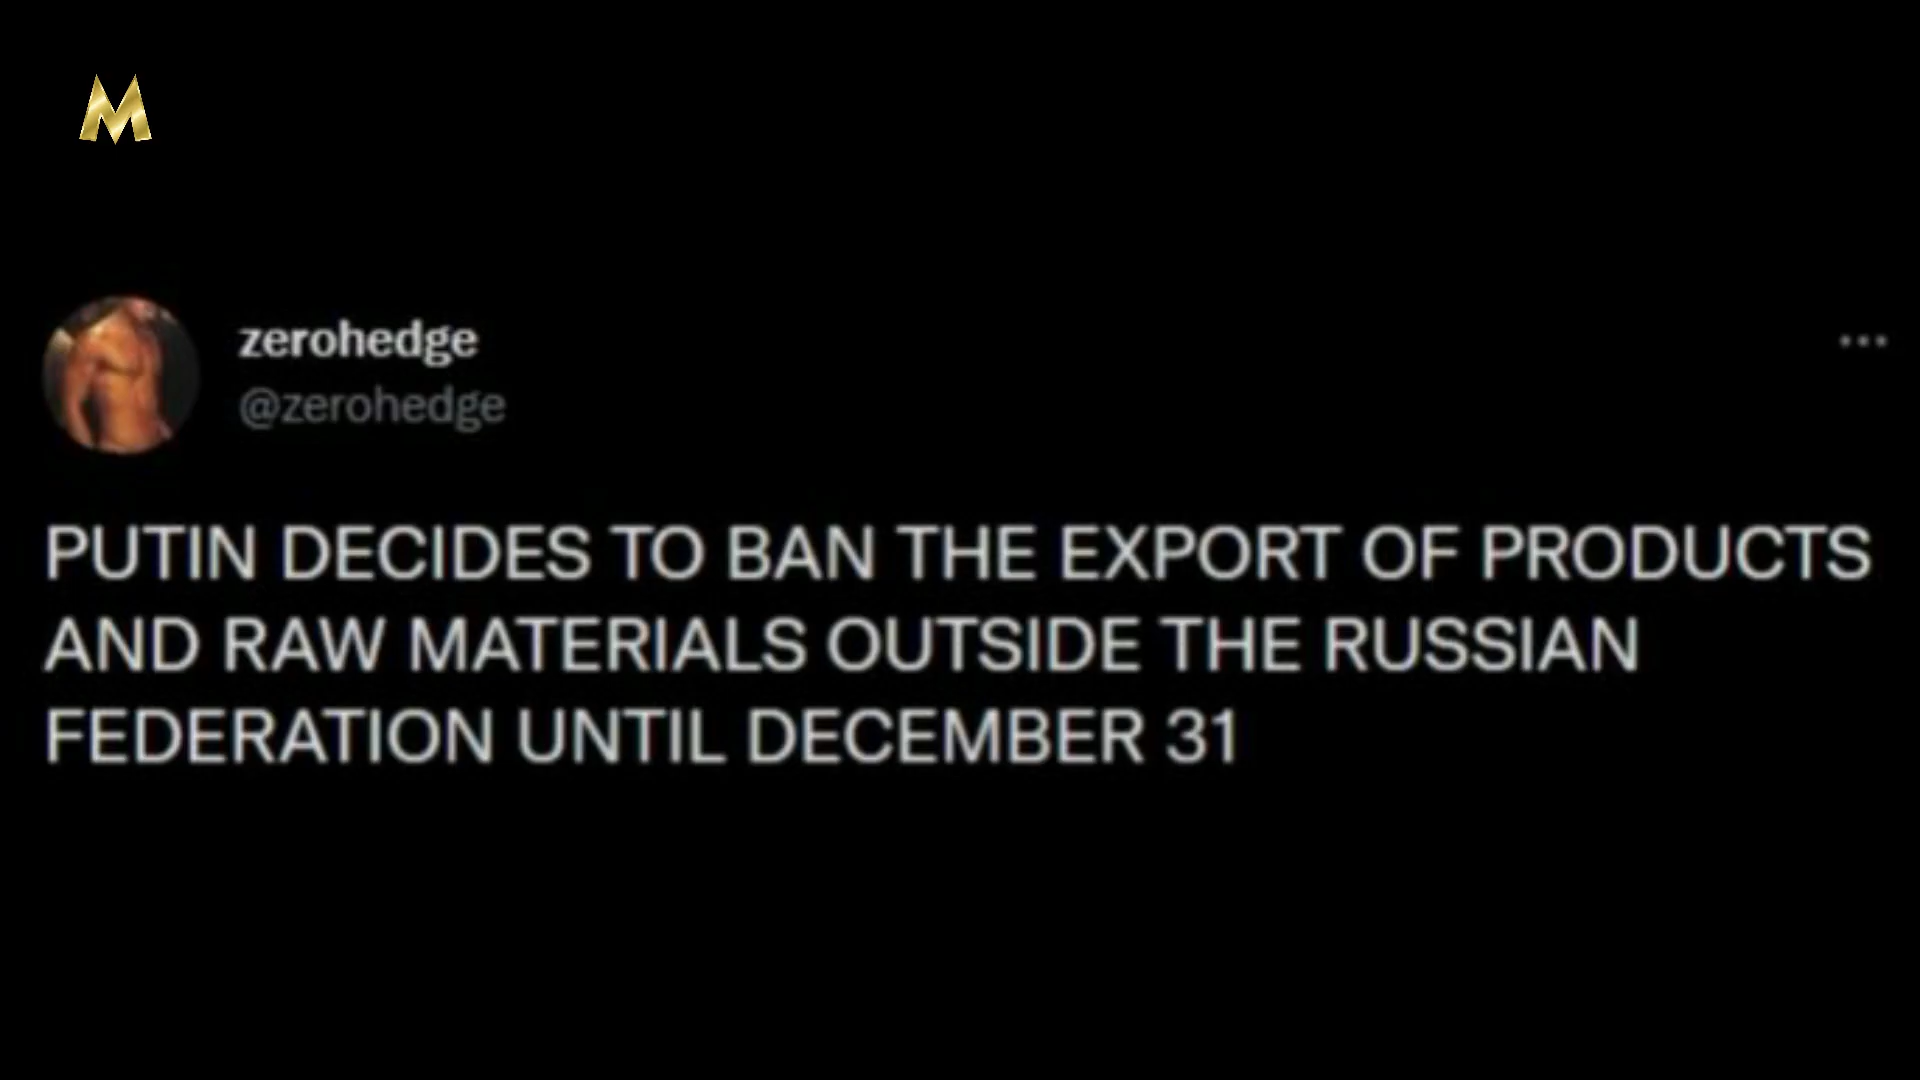 M
zerohedge
@zerohedge
PUTIN DECIDES TO BAN THE EXPORT OF PRODUCTS
AND RAW MATERIALS OUTSIDE THE RUSSIAN
FEDERATION UNTIL DECEMBER 31